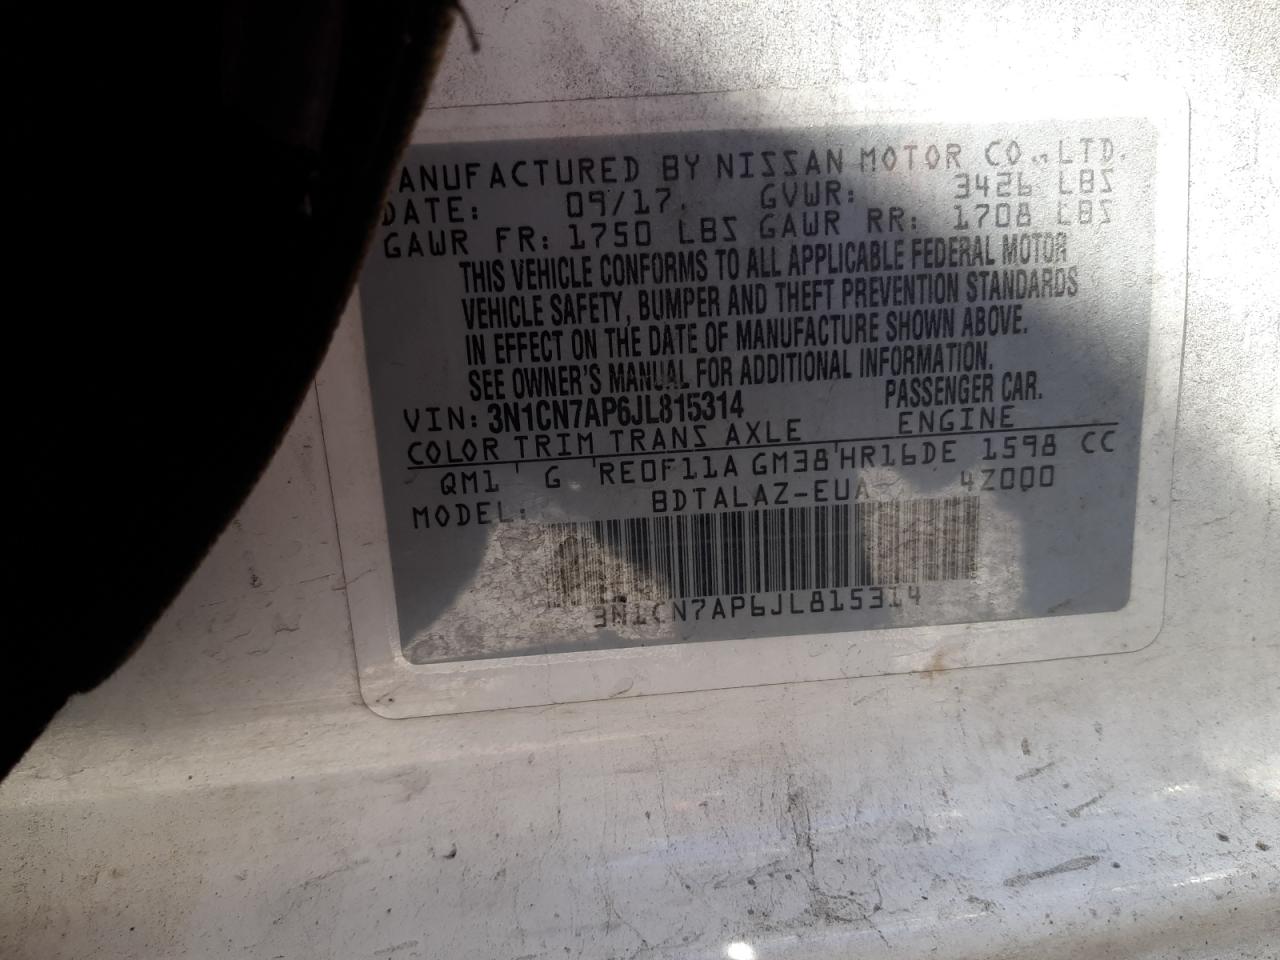 MANUFACTURED BY NISSAN MOTOR CO., LTD.
DATE: 09/17. GVWR: 3426 LBS
GAWR FR: 1750 LBS GAWR RR: 1708 LBS
THIS VEHICLE CONFORMS TO ALL APPLICABLE FEDERAL MOTOR
VEHICLE SAFETY, BUMPER AND THEFT PREVENTION STANDARDS
IN EFFECT ON THE DATE OF MANUFACTURE SHOWN ABOVE.
SEE OWNER'S MANUAL FOR ADDITIONAL INFORMATION.
VIN: 3N1CN7AP6JL815314 PASSENGER CAR.
COLOR TRIM TRANS AXLE ENGINE
QM1 G RE0F11A GM38 HR16DE 1598 CC
MODEL: BDTALAZ-EUA 4Z000
3N1CN7AP6JL815314